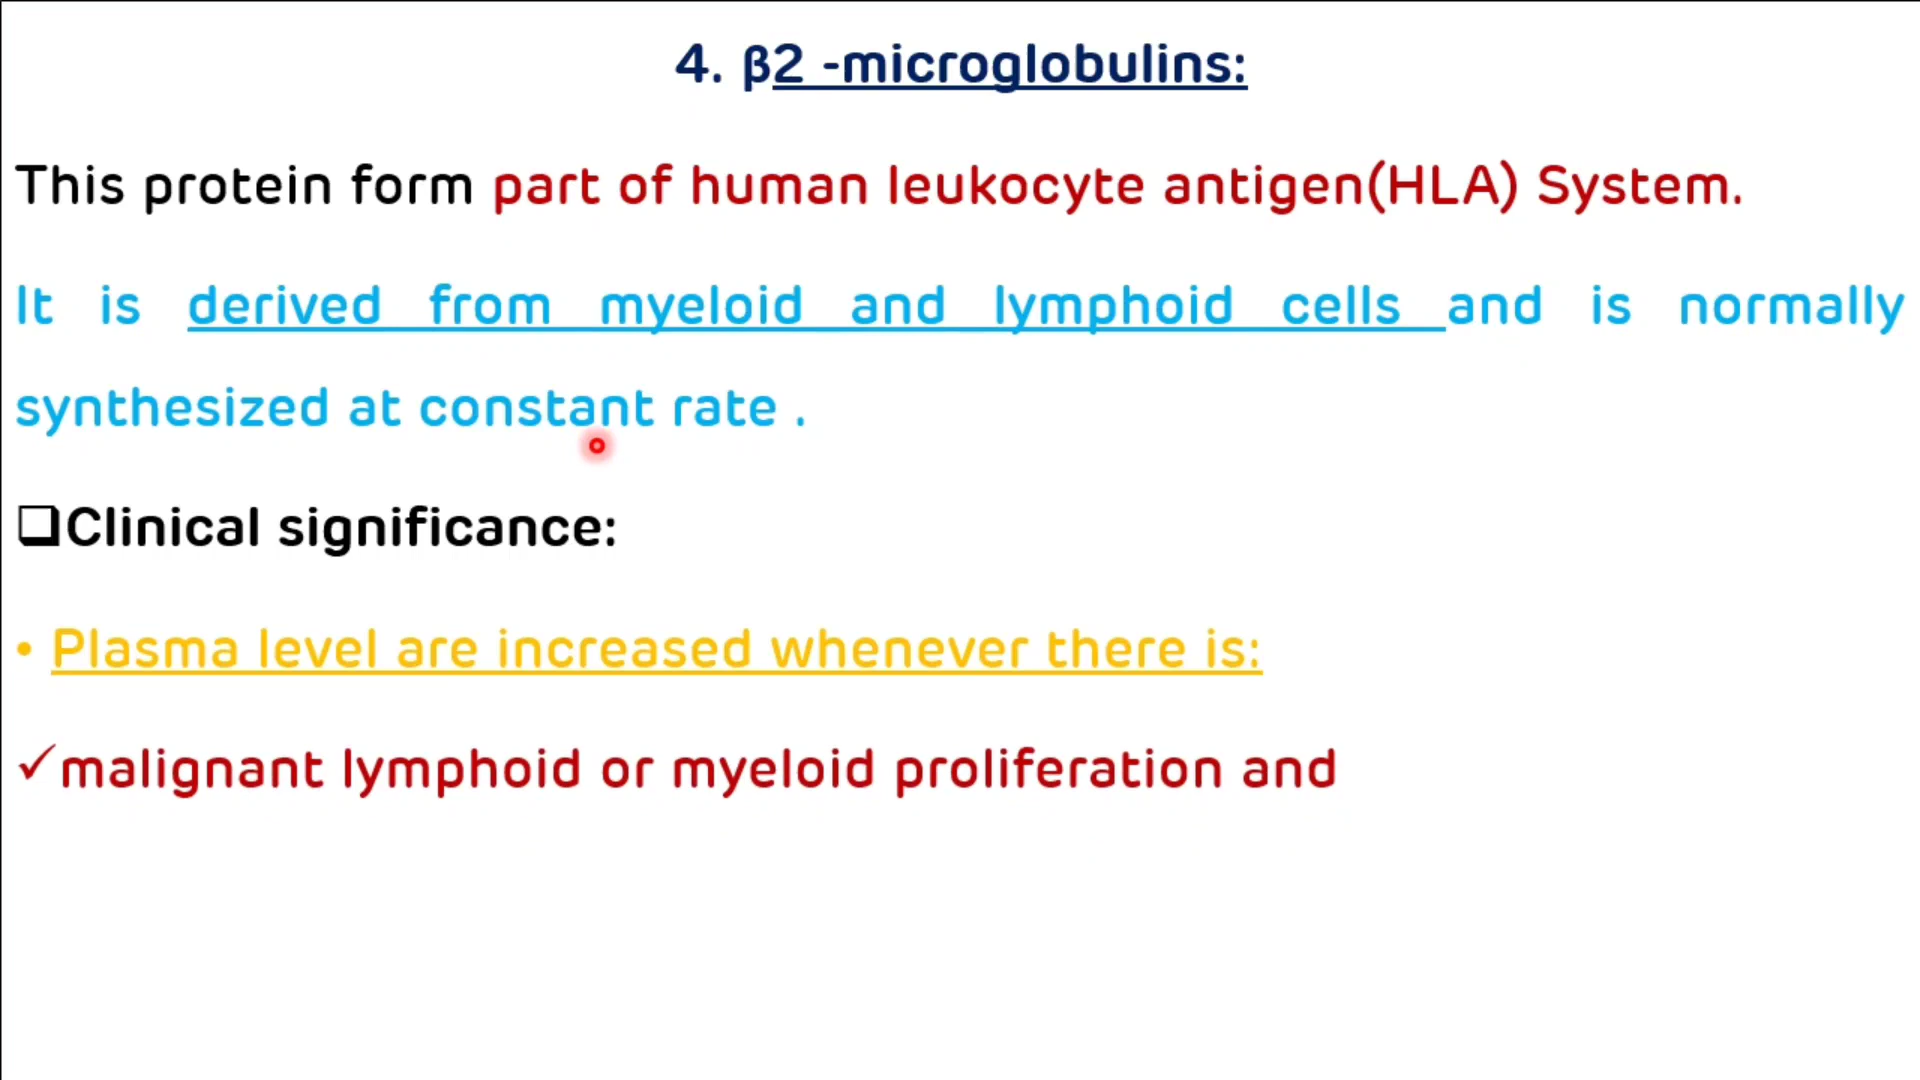 4. β2 -microglobulins:
This protein form part of human leukocyte antigen(HLA) System.
It is derived from myeloid and lymphoid cells and is normally
synthesized at constant rate .
❑Clinical significance:
• Plasma level are increased whenever there is:
✓malignant lymphoid or myeloid proliferation and